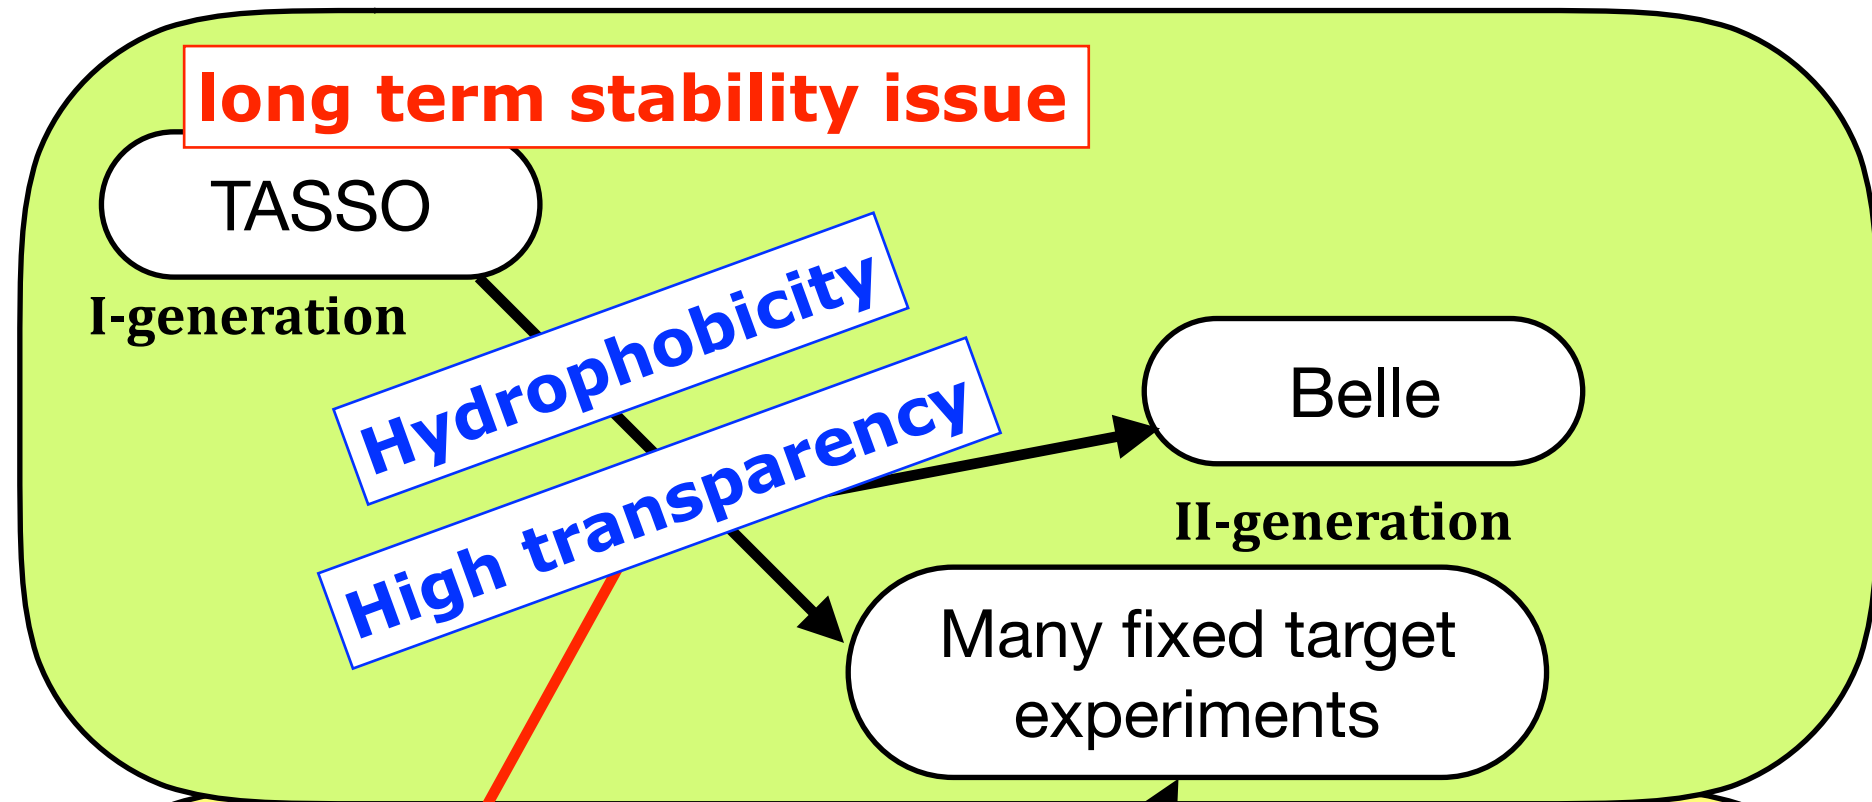 long term stability issue
TASSO
I-generation
Hydrophobicity
High transparency
Belle
II-generation
Many fixed target
experiments